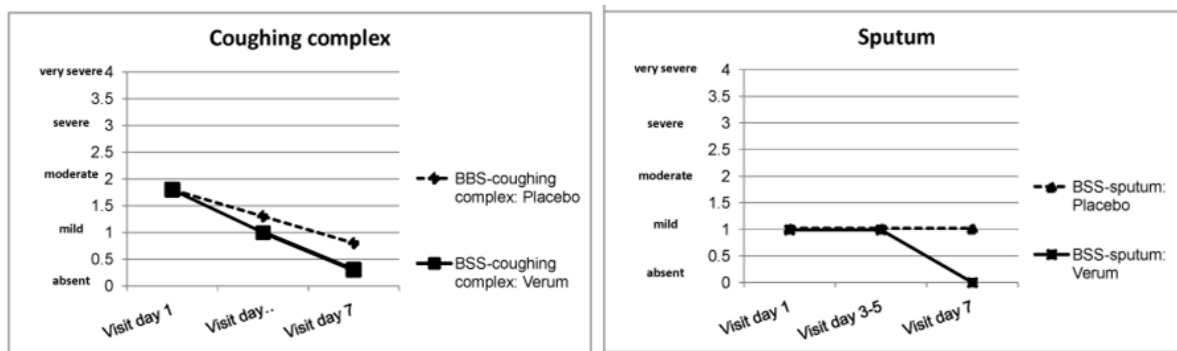 Coughing complex
very severe 4
3.5
severe 3
2.5
moderate 2
1.5
mild 1
0.5
absent 0
Visit day 1
Visit day..
Visit day 7
BBS-coughing
complex: Placebo
BSS-coughing
complex: Verum
Sputum
very severe 4
3.5
severe 3
2.5
moderate 2
1.5
mild 1
0.5
absent 0
Visit day 1
Visit day 3-5
Visit day 7
BSS-sputum:
Placebo
BSS-sputum:
Verum